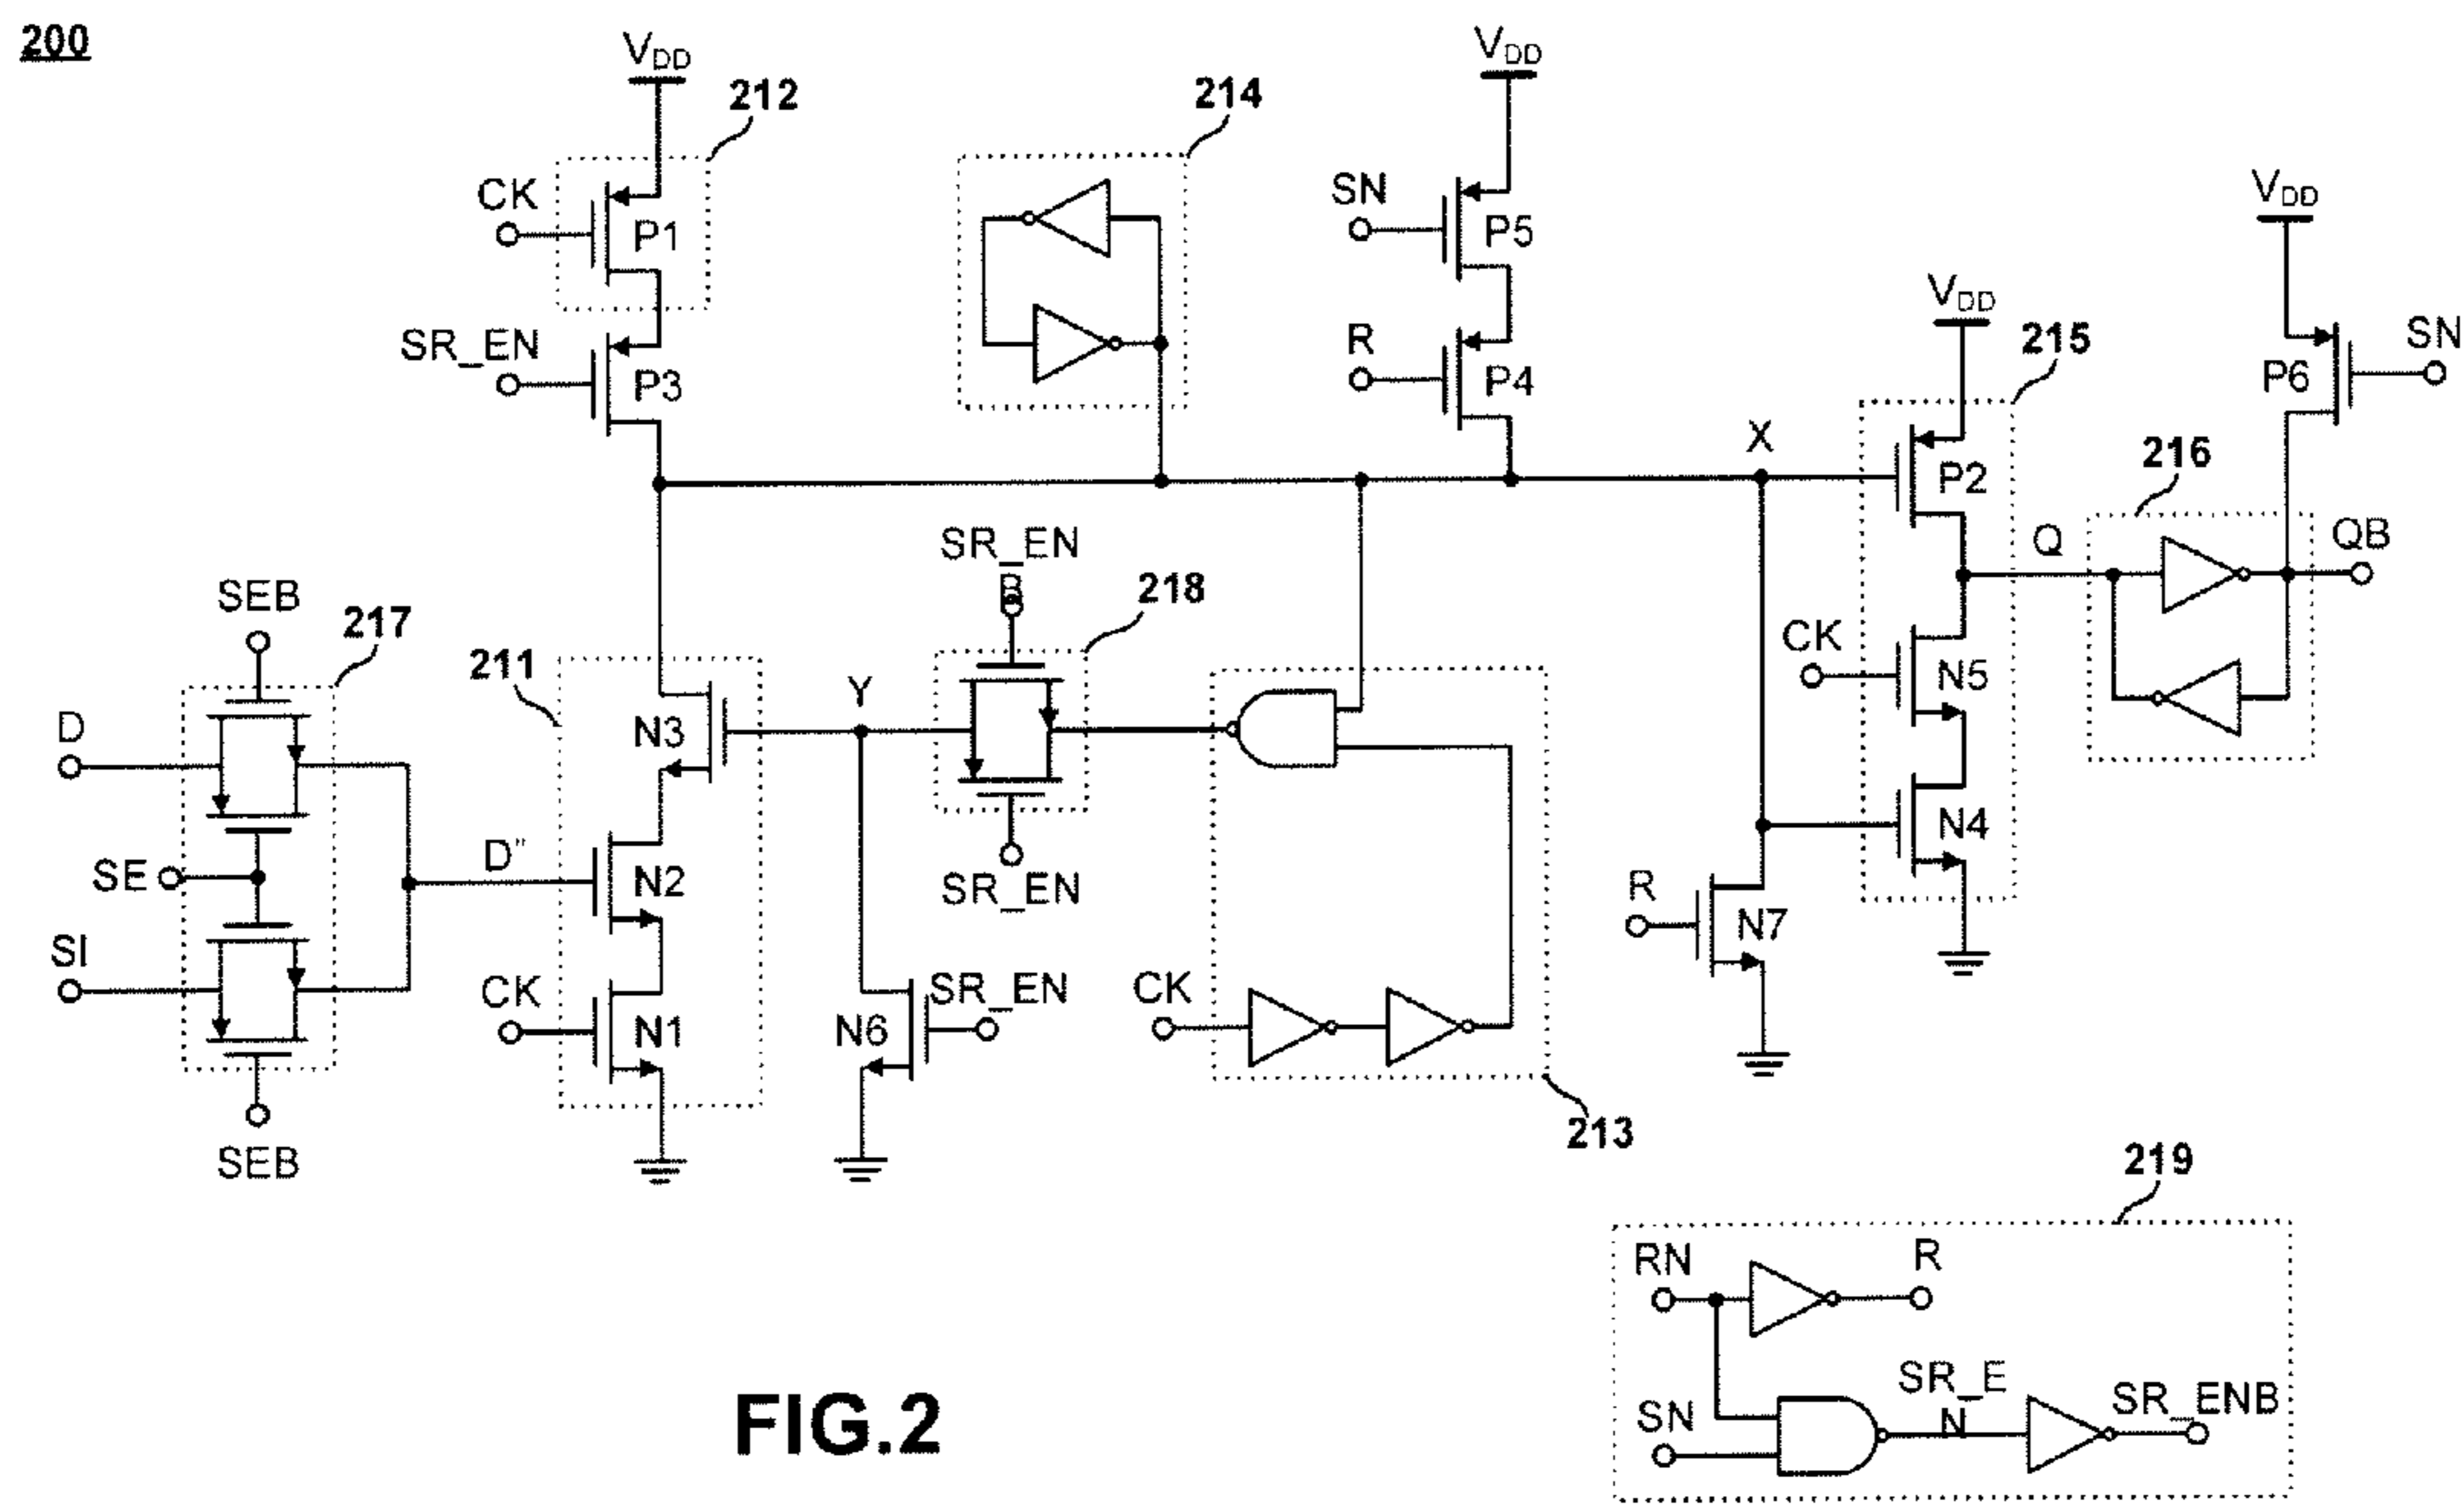 200
VDD
VDD
212
214
CK
P1
SN
P5
VDD
VDD
SR_EN
P3
R
P4
215
SN
P6
X
P2
216
SR_EN
B
218
Q
QB
SEB
217
211
Y
CK
N5
D
N3
SE
D"
N2
SR_EN
R
N4
SI
N7
CK
N1
N6
SR_EN
CK
SEB
213
219
RN
R
SR_E
N
SR_ENB
SN
FIG.2